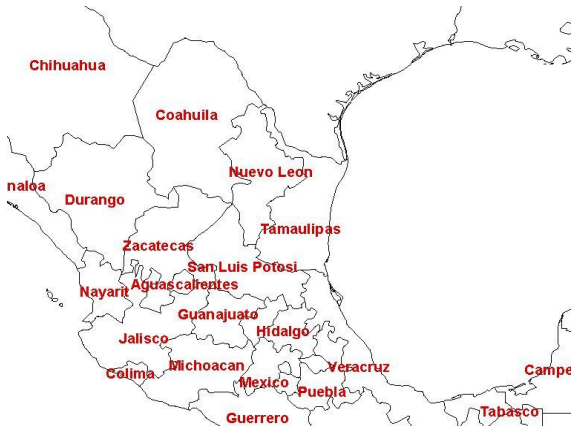 Chihuahua
Coahuila
Nuevo Leon
naloa
Durango
Tamaulipas
Zacatecas
San Luis Potosi
Aguascalientes
Nayarit
Guanajuato
Hidalgo
Jalisco
Michoacan
Veracruz
Colima
Campe
Mexico
Puebla
Tabasco
Guerrero